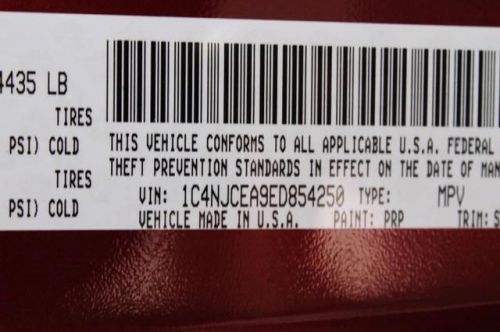 4435 LB
TIRES
PSI) COLD
TIRES
PSI) COLD
THIS VEHICLE CONFORMS TO ALL APPLICABLE U.S.A. FEDERAL
THEFT PREVENTION STANDARDS IN EFFECT ON THE DATE OF MAN
VIN: 1C4NJCEA9ED854250 TYPE: MPV
VEHICLE MADE IN U.S.A. PAINT: PRP TRIM: S